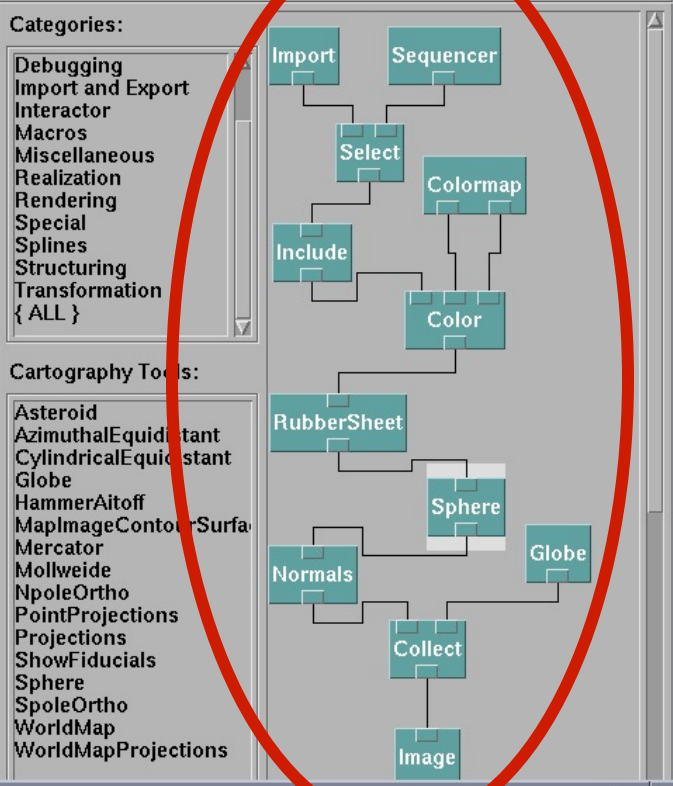 Categories:
Debugging
Import and Export
Interactor
Macros
Miscellaneous
Realization
Rendering
Special
Splines
Structuring
Transformation
{ ALL }
Cartography Tools:
Asteroid
AzimuthalEquidistant
CylindricalEquidistant
Globe
HammerAitoff
MapImageContourSurfa
Mercator
Mollweide
NpoleOrtho
PointProjections
Projections
ShowFiducials
Sphere
SpoleOrtho
WorldMap
WorldMapProjections
Import
Sequencer
Select
Colormap
Include
Color
RubberSheet
Sphere
Globe
Normals
Collect
Image